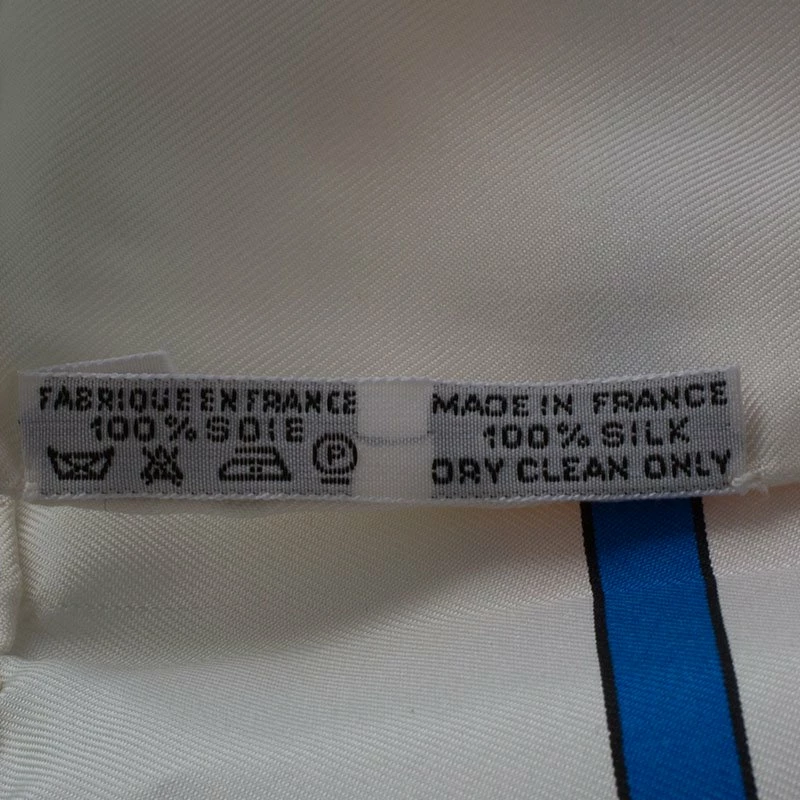 FABRIQUE EN FRANCE
100% SOIE
P
MADE IN FRANCE
100% SILK
DRY CLEAN ONLY